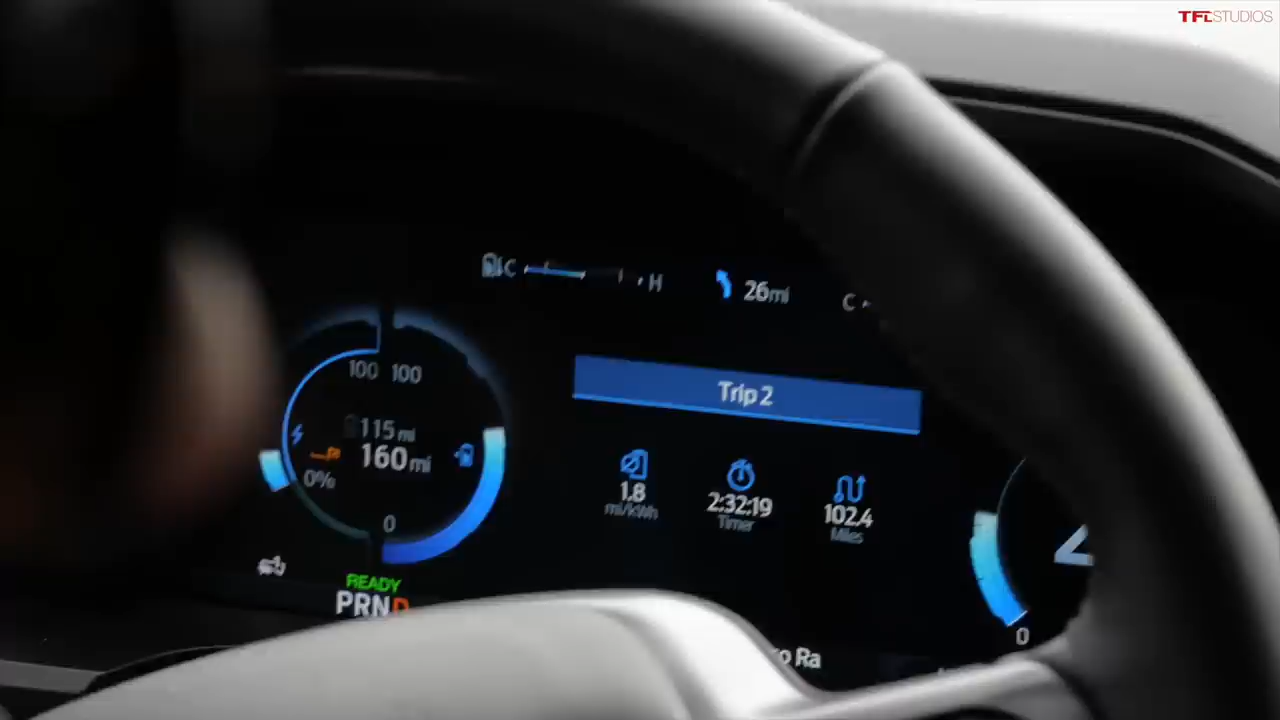 TFLSTUDIOS
C H
26mi
C
100 100
Trip 2
115 mi
160 mi
0%
1.8
mi/kWh
2:32:19
Timer
102.4
Miles
0
READY
PRND
0
o Ra